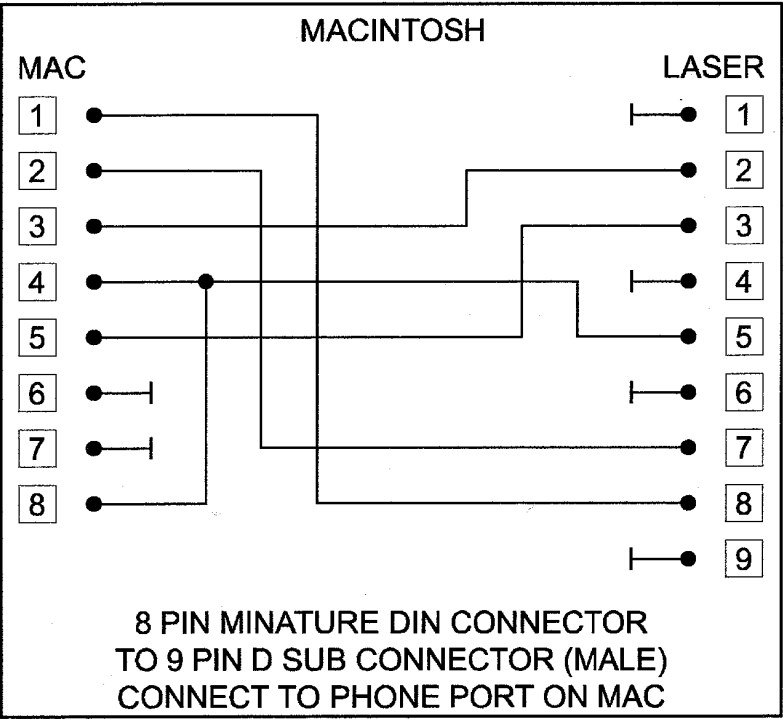 MACINTOSH
MAC LASER
1 1
2 2
3 3
4 4
5 5
6 6
7 7
8 8
9
8 PIN MINATURE DIN CONNECTOR
TO 9 PIN D SUB CONNECTOR (MALE)
CONNECT TO PHONE PORT ON MAC